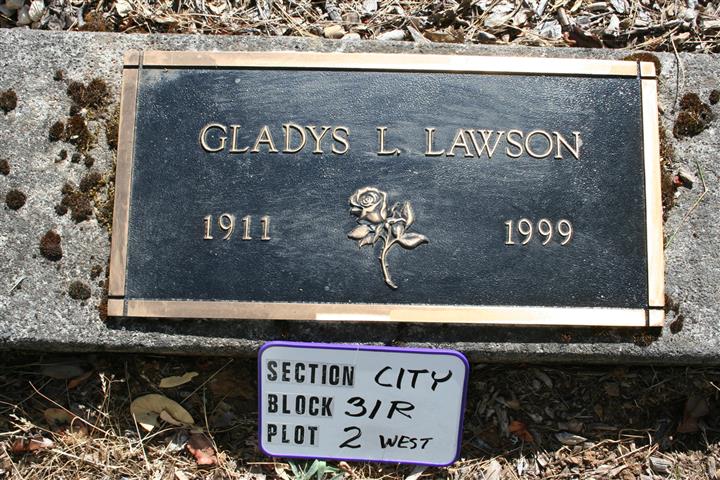 GLADYS L. LAWSON
1911 1999
SECTION CITY
BLOCK 31R
PLOT 2 WEST